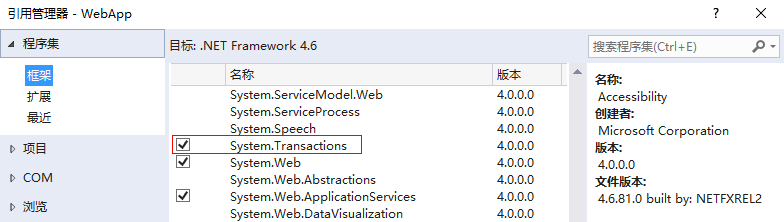 引用管理器 - WebApp
程序集
框架
扩展
最近
项目
COM
浏览
目标: .NET Framework 4.6
名称 版本
System.ServiceModel.Web 4.0.0.0
System.ServiceProcess 4.0.0.0
System.Speech 4.0.0.0
System.Transactions 4.0.0.0
System.Web 4.0.0.0
System.Web.Abstractions 4.0.0.0
System.Web.ApplicationServices 4.0.0.0
System.Web.DataVisualization 4.0.0.0
搜索程序集(Ctrl+E)
名称:
Accessibility
创建者:
Microsoft Corporation
版本:
4.0.0.0
文件版本:
4.6.81.0 built by: NETFXREL2